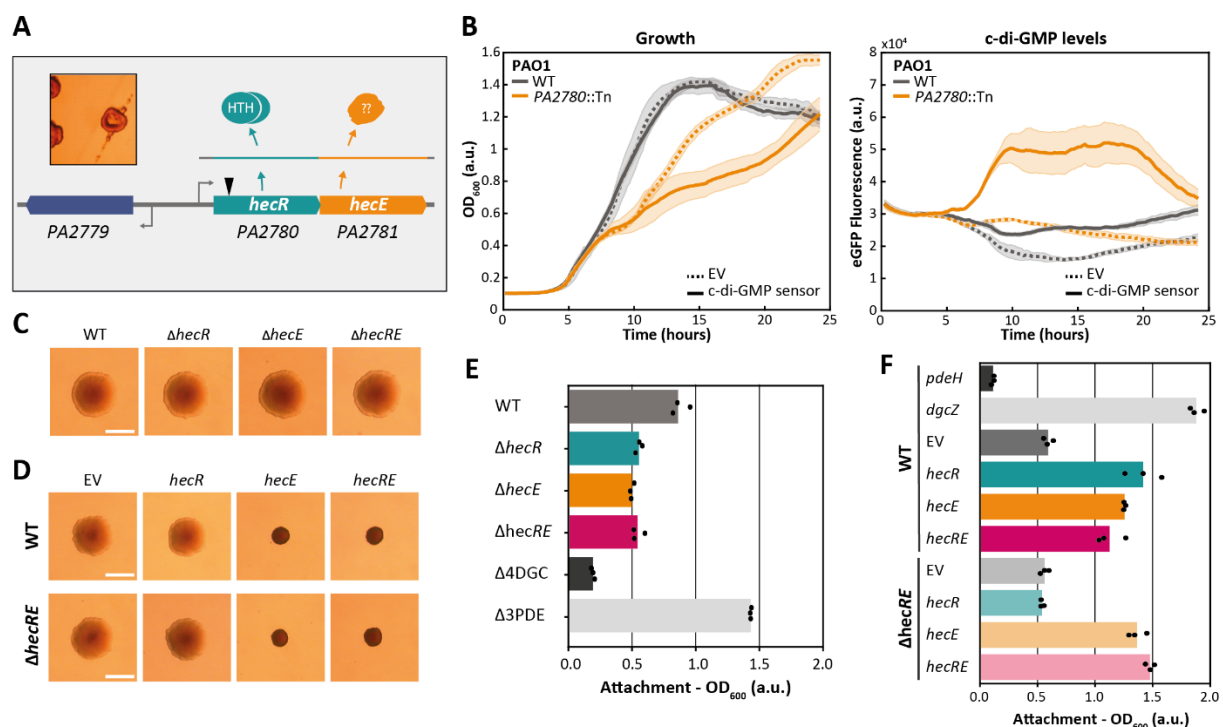 A
HTH
??
hecR
hecE
PA2779
PA2780
PA2781
B
Growth
PAO1
WT
PA2780::Tn
OD600 (a.u.)
1.6
1.4
1.2
1.0
0.8
0.6
0.4
0.2
0
0
5
10
15
20
25
EV
c-di-GMP sensor
Time (hours)
c-di-GMP levels
×10⁴
PAO1
WT
PA2780::Tn
eGFP Fluorescence (a.u.)
7
6
5
4
3
2
1
0
0
5
10
15
20
25
EV
c-di-GMP sensor
Time (hours)
C
WT
ΔhecR
ΔhecE
ΔhecRE
D
EV
hecR
hecE
hecRE
WT
ΔhecRE
E
WT
ΔhecR
ΔhecE
ΔhecRE
Δ4DGC
Δ3PDE
0.0
0.5
1.0
1.5
2.0
Attachment - OD600 (a.u.)
F
WT
pdeH
dgcZ
EV
hecR
hecE
hecRE
ΔhecRE
EV
hecR
hecE
hecRE
0.0
0.5
1.0
1.5
2.0
Attachment - OD600 (a.u.)